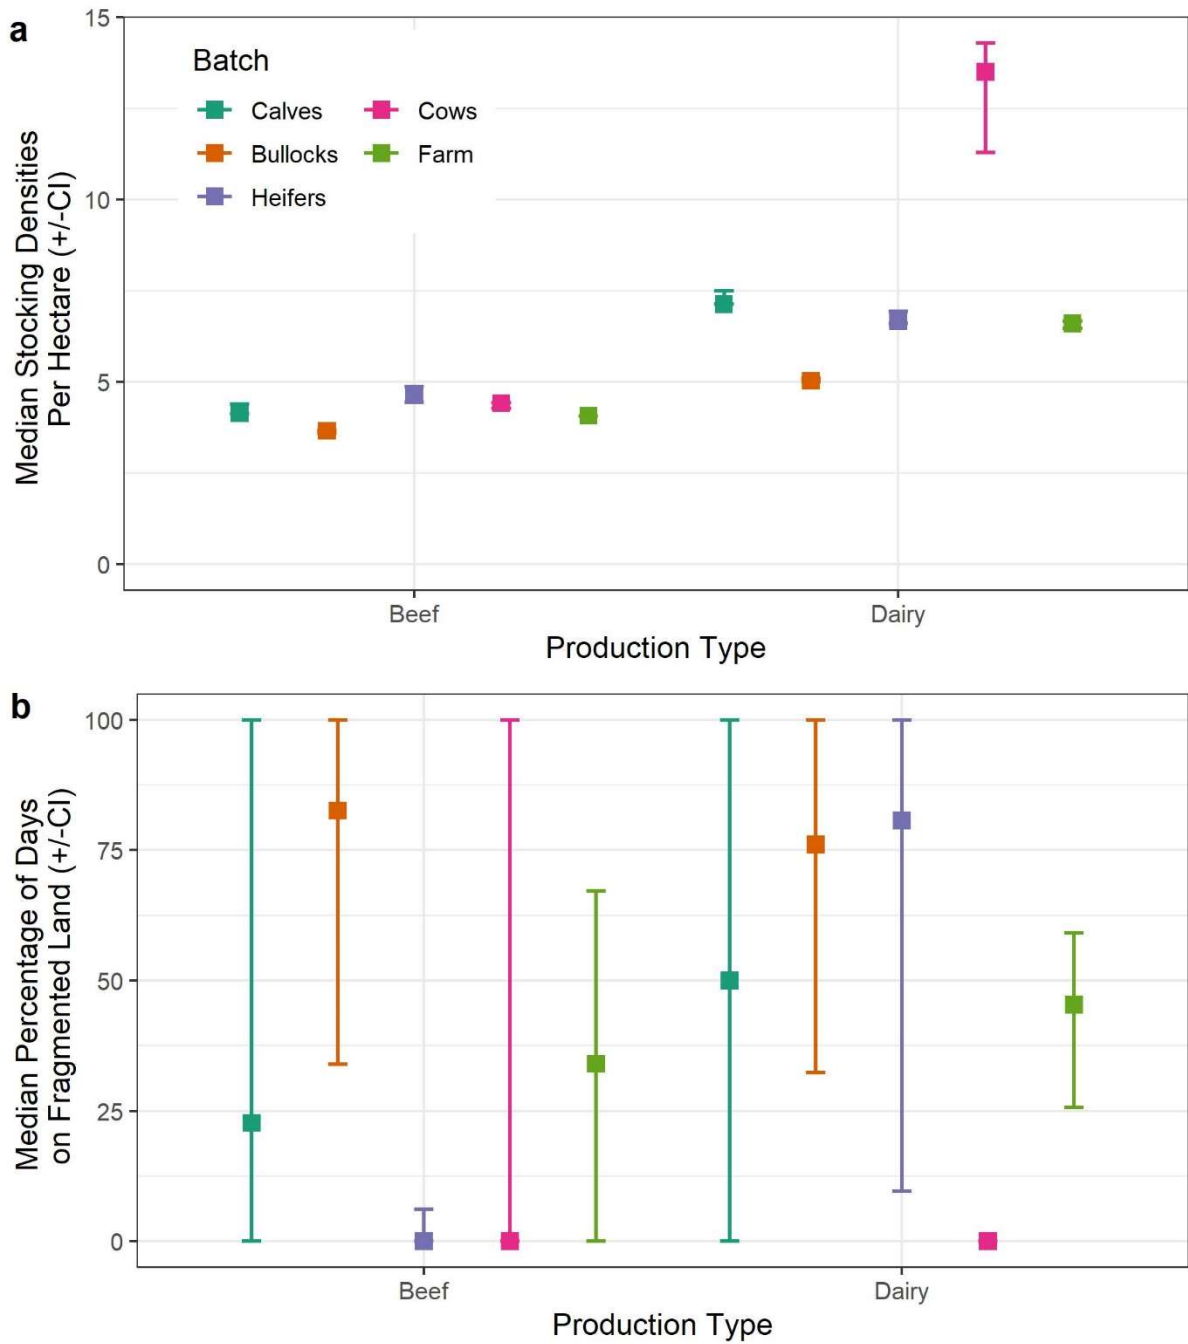 a
Median Stocking Densities
Per Hectare (+/-CI)
15
10
5
0
Batch
Calves
Cows
Bullocks
Farm
Heifers
Beef
Dairy
Production Type
b
Median Percentage of Days
on Fragmented Land (+/-CI)
100
75
50
25
0
Beef
Dairy
Production Type